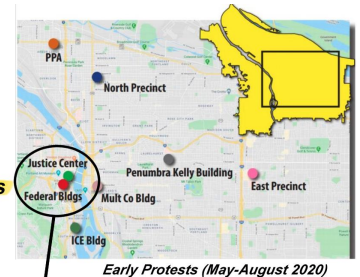 PPA
North Precinct
Justice Center
Penumbra Kelly Building
East Precinct
s
Federal Bldgs
Mult Co Bldg
ICE Bldg
Early Protests (May-August 2020)